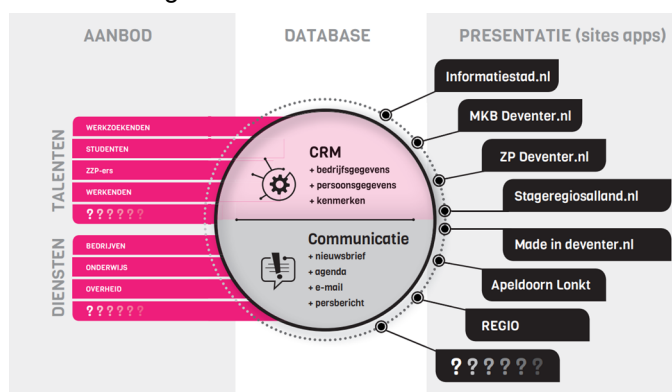 AANBOD
DATABASE
PRESENTATIE (sites apps)
TALENTEN
WERKZOEKENDEN
STUDENTEN
ZZP-ers
WERKENDEN
??????
DIENSTEN
BEDRIJVEN
ONDERWIJS
OVERHEID
??????
CRM
+ bedrijfsgegevens
+ persoonsgegevens
+ kenmerken
Communicatie
+ nieuwsbrief
+ agenda
+ e-mail
+ persbericht
Informatiestad.nl
MKB Deventer.nl
ZP Deventer.nl
Stageregiosalland.nl
Made in deventer.nl
Apeldoorn Lonkt
REGIO
??????